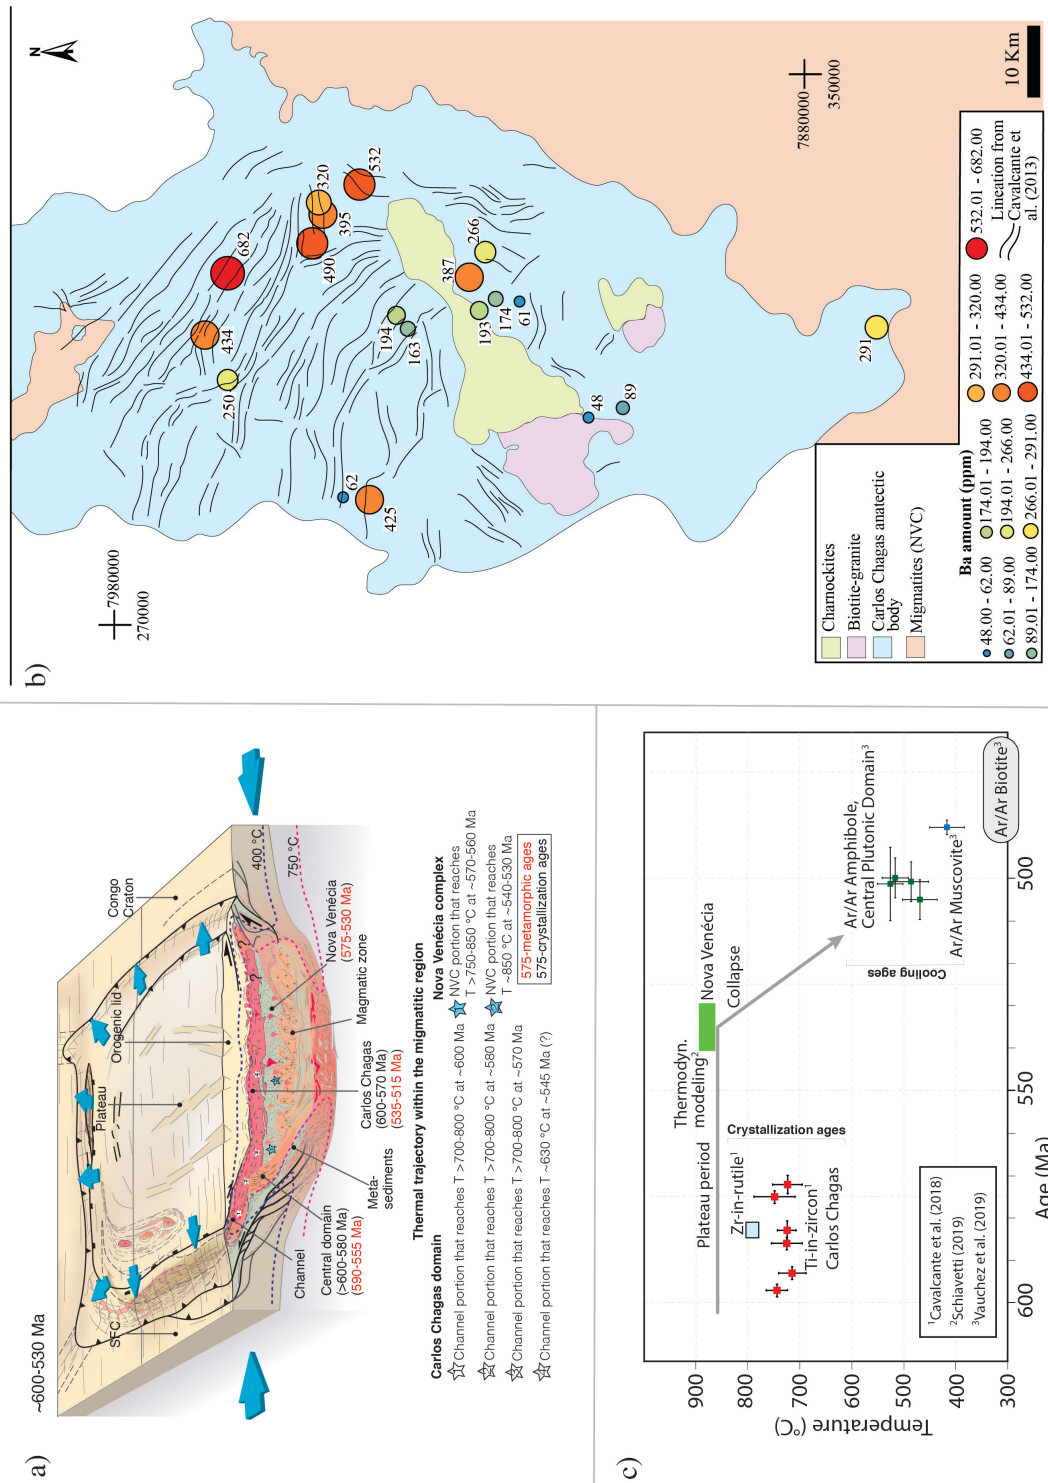 a)
~600-530 Ma
SFC
Plateau
Orogenic lid
Congo
Craton
400 °C
750 °C
?
?
Channel
Central domain
(>600-580 Ma)
(590-555 Ma)
Meta-
sediments
Carlos Chagas
(600-570 Ma)
(535-515 Ma)
Magmatic zone
Nova Venécia
(575-530 Ma)
Thermal trajectory within the migmatitic region
Carlos Chagas domain
1 Channel portion that reaches T >700-800 °C at ~600 Ma
2 Channel portion that reaches T >700-800 °C at ~580 Ma
3 Channel portion that reaches T >700-800 °C at ~570 Ma
4 Channel portion that reaches T ~630 °C at ~545 Ma (?)
Nova Venécia complex
NVC portion that reaches
T >750-850 °C at ~570-560 Ma
NVC portion that reaches
T ~850 °C at ~540-530 Ma
575-metamorphic ages
575-crystallization ages
b)
N
7980000
270000
7880000
350000
10 Km
682
434
250
320
395
490
532
194
163
62
425
266
387
193
174
61
48
89
291
Charnockites
Biotite-granite
Carlos Chagas anatectic
body
Migmatites (NVC)
Ba amount (ppm)
48.00 - 62.00
62.01 - 89.00
89.01 - 174.00
174.01 - 194.00
194.01 - 266.00
266.01 - 291.00
291.01 - 320.00
320.01 - 434.00
434.01 - 532.00
532.01 - 682.00
Lineation from
Cavalcante et
al. (2013)
c)
Temperature (°C)
900
800
700
600
500
400
300
600
550
500
Age (Ma)
Plateau period
Thermodyn.
modeling²
Nova Venécia
Collapse
Zr-in-rutile¹
Crystallization ages
Ti-in-zircon¹
Carlos Chagas
Ar/Ar Amphibole,
Central Plutonic Domain³
Cooling ages
Ar/Ar Muscovite³
Ar/Ar Biotite³
¹Cavalcante et al. (2018)
²Schiavetti (2019)
³Vauchez et al. (2019)